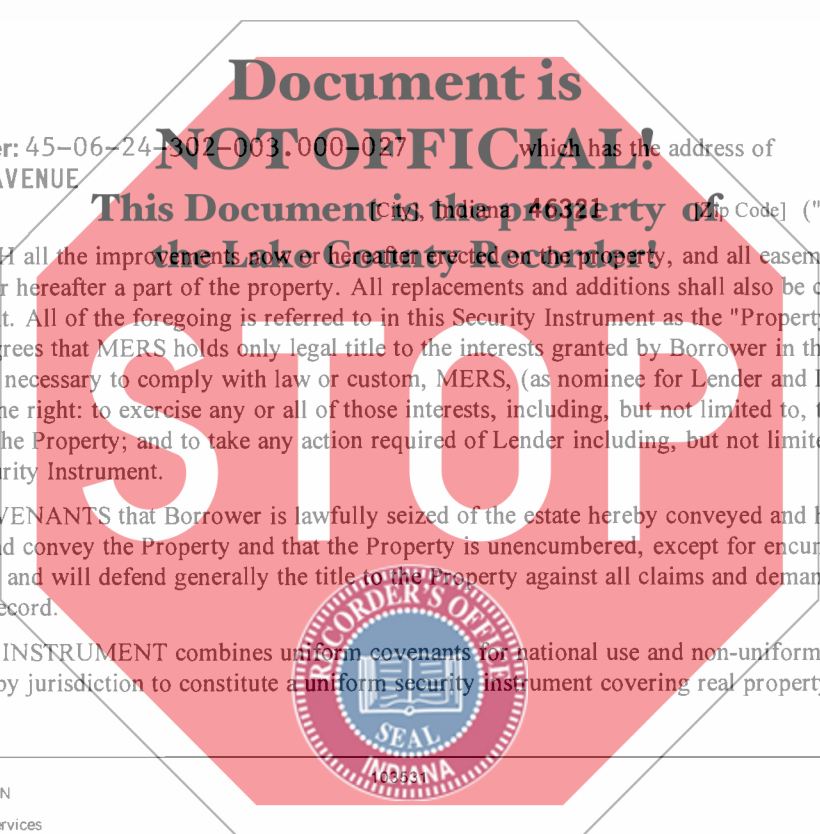 Document is
NOT OFFICIAL!
er: 45-06-24-302-003.000-027 which has the address of
AVENUE
This Document is the property of
[City], Indiana 46321 [Zip Code] ("
the Lake County Recorder!
H all the improvements now or hereafter erected on the property, and all easem
r hereafter a part of the property. All replacements and additions shall also be c
t. All of the foregoing is referred to in this Security Instrument as the "Property
grees that MERS holds only legal title to the interests granted by Borrower in th
necessary to comply with law or custom, MERS, (as nominee for Lender and L
he right: to exercise any or all of those interests, including, but not limited to, t
he Property; and to take any action required of Lender including, but not limite
urity Instrument.
STOP
VENANTS that Borrower is lawfully seized of the estate hereby conveyed and h
nd convey the Property and that the Property is unencumbered, except for encum
and will defend generally the title to the Property against all claims and deman
ecord.
INSTRUMENT combines uniform covenants for national use and non-uniform
by jurisdiction to constitute a uniform security instrument covering real property
RECORDER'S OFFICE
SEAL
INDIANA
103531
N
rvices